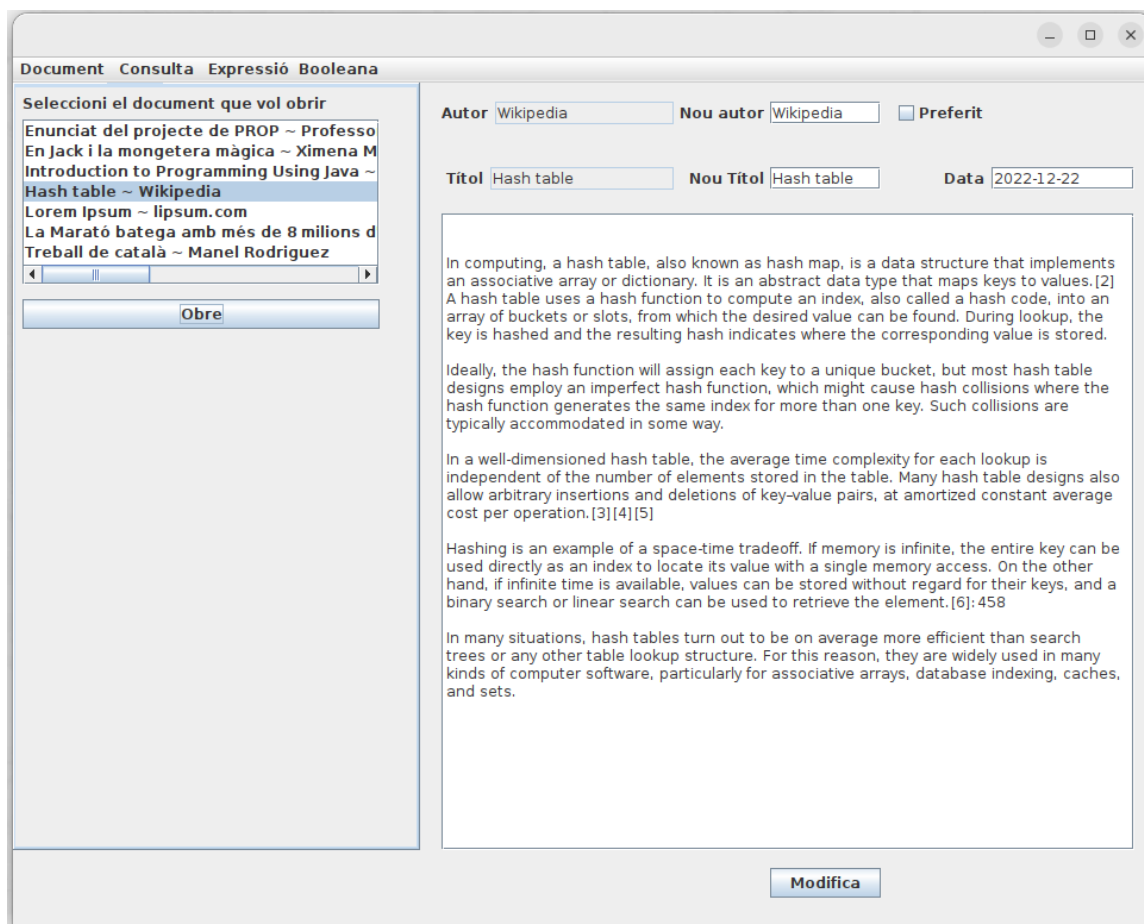 Document Consulta Expressió Booleana
Seleccioni el document que vol obrir
Enunciat del projecte de PROP ~ Professo
En Jack i la mongetera màgica ~ Ximena M
Introduction to Programming Using Java ~
Hash table ~ Wikipedia
Lorem Ipsum ~ lipsum.com
La Marató batega amb més de 8 milions d
Treball de català ~ Manel Rodriguez
Obre
Autor Wikipedia Nou autor Wikipedia Preferit
Títol Hash table Nou Títol Hash table Data 2022-12-22
In computing, a hash table, also known as hash map, is a data structure that implements
an associative array or dictionary. It is an abstract data type that maps keys to values.[2]
A hash table uses a hash function to compute an index, also called a hash code, into an
array of buckets or slots, from which the desired value can be found. During lookup, the
key is hashed and the resulting hash indicates where the corresponding value is stored.
Ideally, the hash function will assign each key to a unique bucket, but most hash table
designs employ an imperfect hash function, which might cause hash collisions where the
hash function generates the same index for more than one key. Such collisions are
typically accommodated in some way.
In a well-dimensioned hash table, the average time complexity for each lookup is
independent of the number of elements stored in the table. Many hash table designs also
allow arbitrary insertions and deletions of key–value pairs, at amortized constant average
cost per operation.[3][4][5]
Hashing is an example of a space-time tradeoff. If memory is infinite, the entire key can be
used directly as an index to locate its value with a single memory access. On the other
hand, if infinite time is available, values can be stored without regard for their keys, and a
binary search or linear search can be used to retrieve the element.[6]:458
In many situations, hash tables turn out to be on average more efficient than search
trees or any other table lookup structure. For this reason, they are widely used in many
kinds of computer software, particularly for associative arrays, database indexing, caches,
and sets.
Modifica